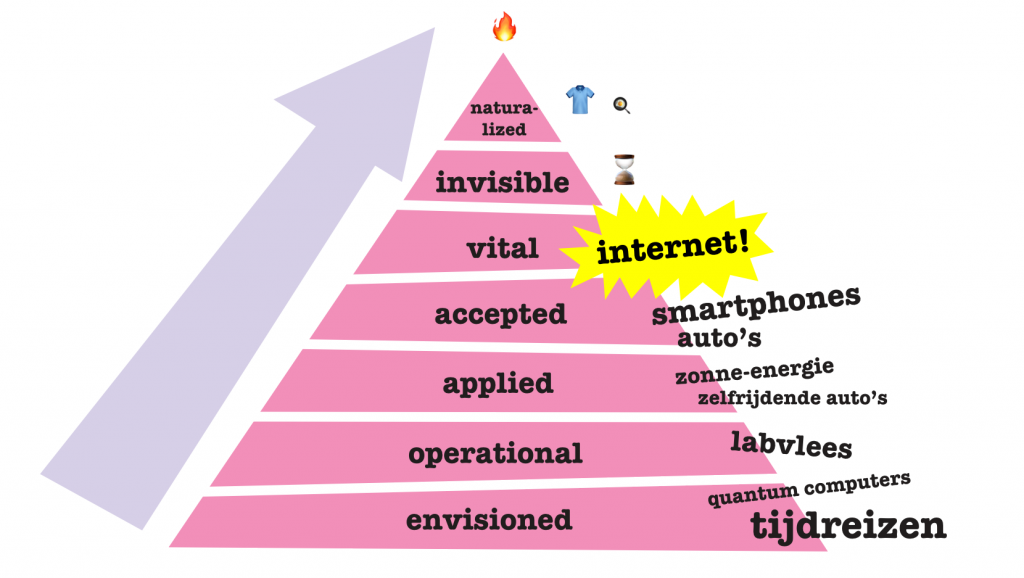 natura-
lized
invisible
vital
internet!
accepted
smartphones
auto's
applied
zonne-energie
zelfrijdende auto's
operational
labvlees
envisioned
quantum computers
tijdreizen